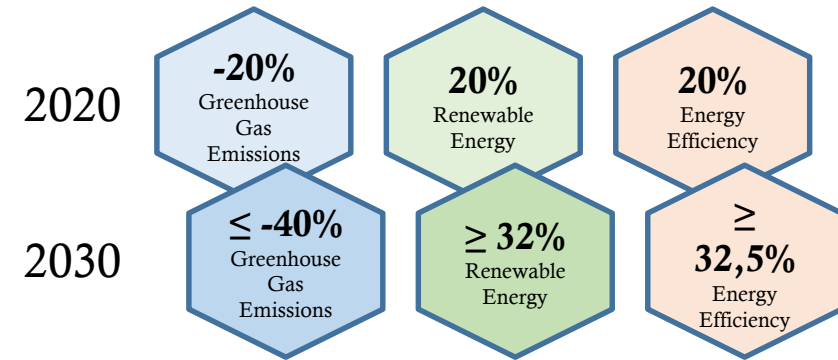 2020
-20%
Greenhouse
Gas
Emissions
20%
Renewable
Energy
20%
Energy
Efficiency
2030
≤ -40%
Greenhouse
Gas
Emissions
≥ 32%
Renewable
Energy
≥
32,5%
Energy
Efficiency